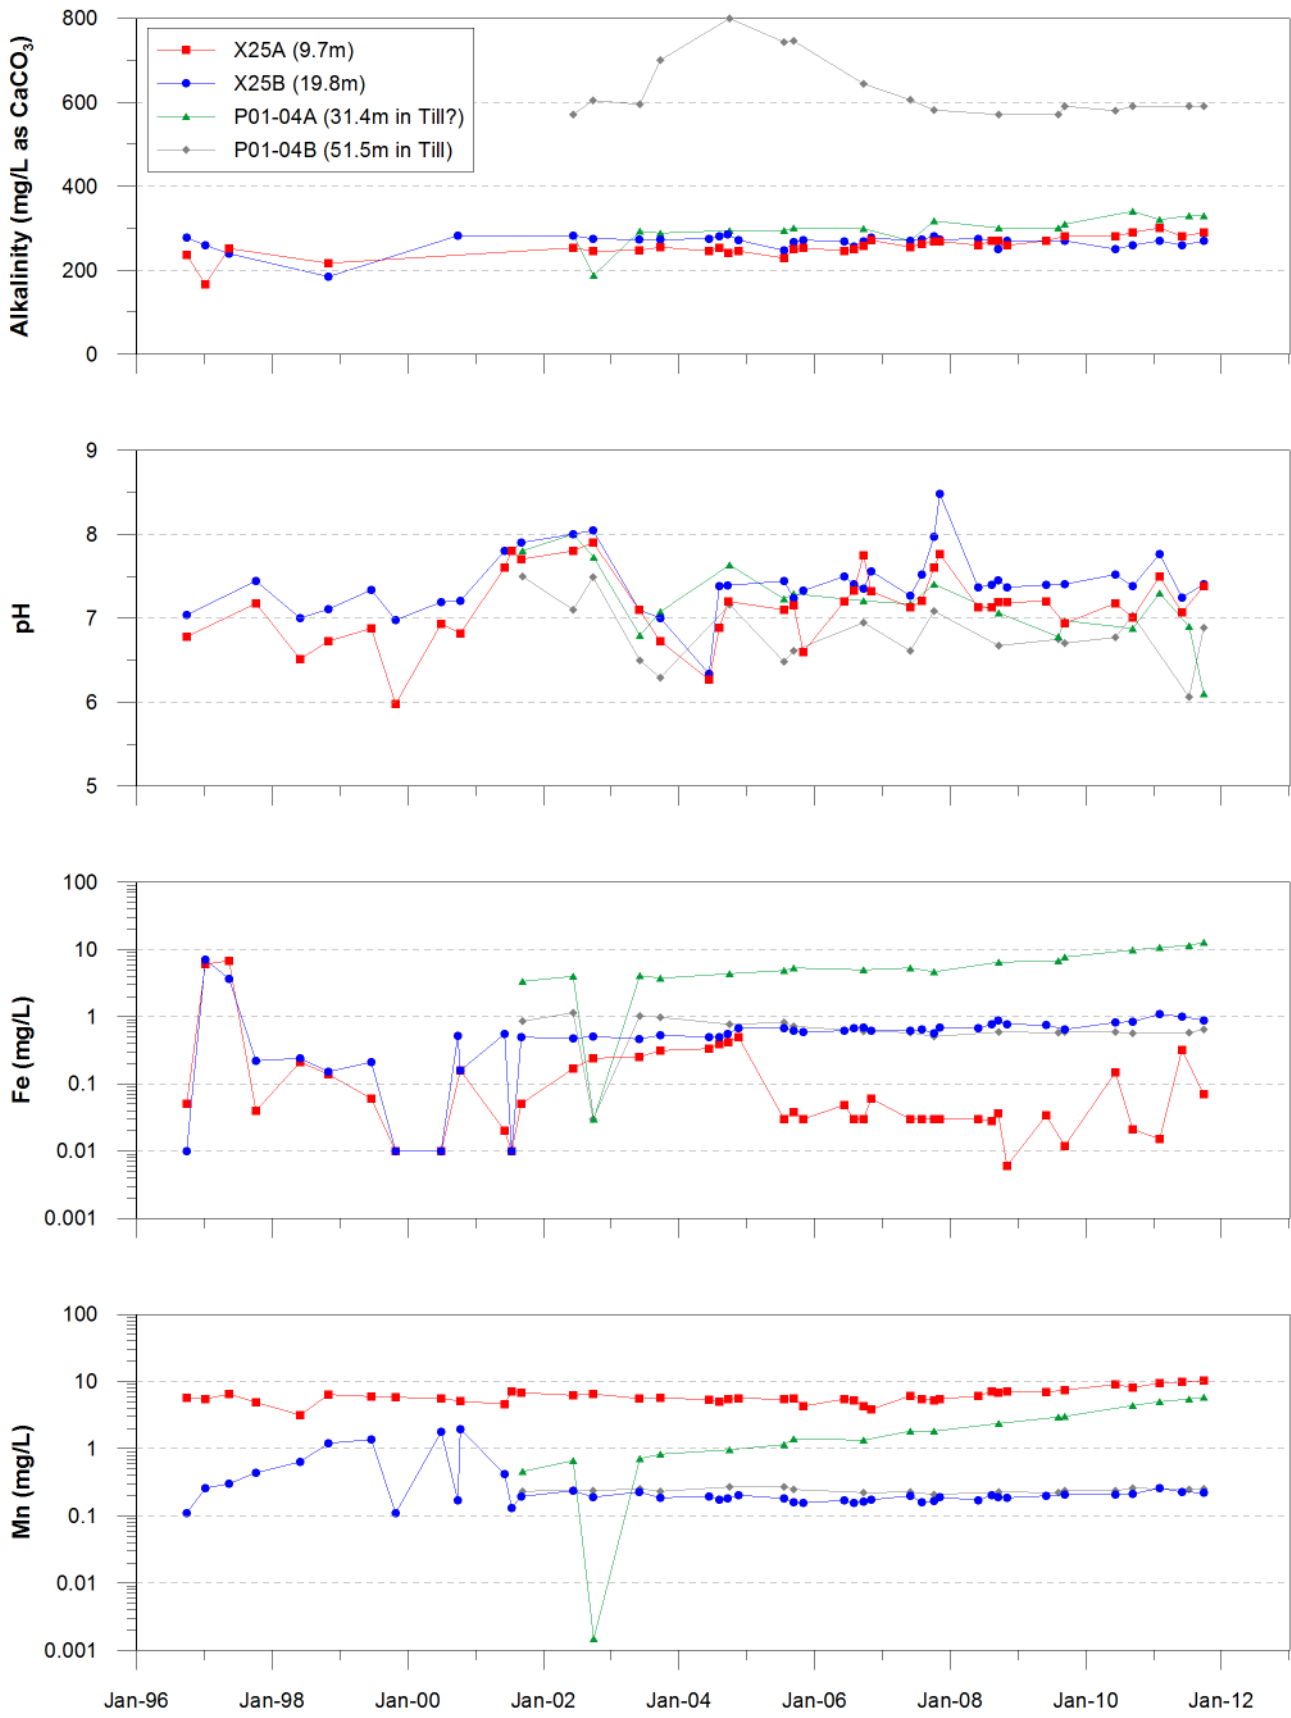 Alkalinity (mg/L as CaCO₃)
800
600
400
200
0
X25A (9.7m)
X25B (19.8m)
P01-04A (31.4m in Till?)
P01-04B (51.5m in Till)
pH
9
8
7
6
5
Fe (mg/L)
100
10
1
0.1
0.01
0.001
Mn (mg/L)
100
10
1
0.1
0.01
0.001
Jan-96 Jan-98 Jan-00 Jan-02 Jan-04 Jan-06 Jan-08 Jan-10 Jan-12